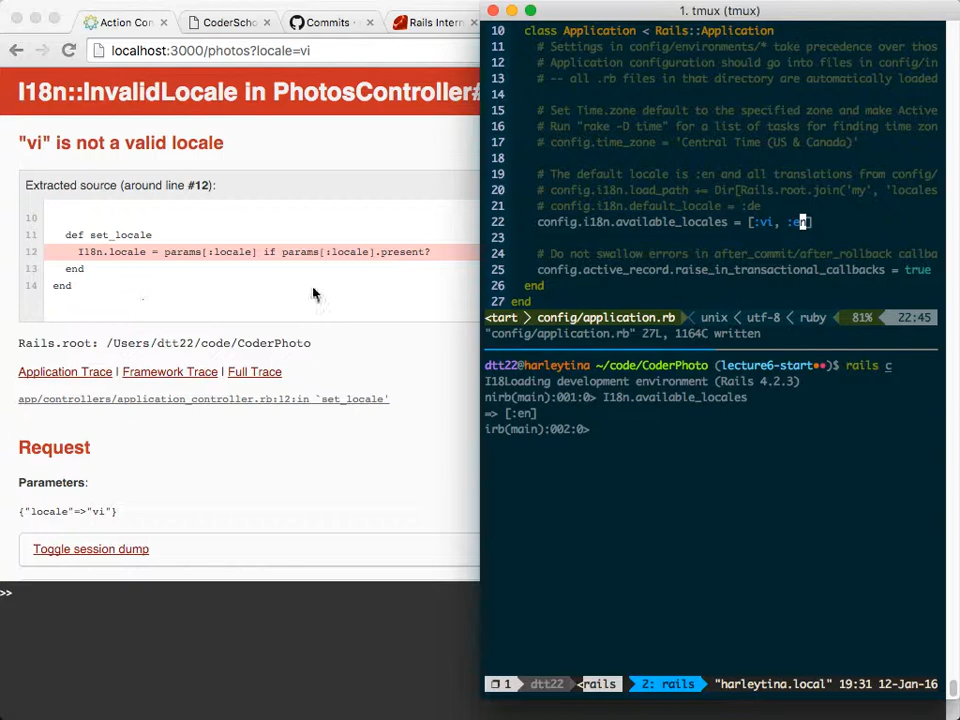 Action Con
CoderScho
Commits ·
Rails Intern
localhost:3000/photos?locale=vi
I18n::InvalidLocale in PhotosController#
"vi" is not a valid locale
Extracted source (around line #12):
10
11 def set_locale
12 I18n.locale = params[:locale] if params[:locale].present?
13 end
14 end
Rails.root: /Users/dtt22/code/CoderPhoto
Application Trace | Framework Trace | Full Trace
app/controllers/application_controller.rb:12:in `set_locale'
Request
Parameters:
{"locale"=>"vi"}
Toggle session dump
>>
1. tmux (tmux)
10 class Application < Rails::Application
11 # Settings in config/environments/* take precedence over thos
12 # Application configuration should go into files in config/in
13 # -- all .rb files in that directory are automatically loaded
14
15 # Set Time.zone default to the specified zone and make Active
16 # Run "rake -D time" for a list of tasks for finding time zon
17 # config.time_zone = 'Central Time (US & Canada)'
18
19 # The default locale is :en and all translations from config/
20 # config.i18n.load_path += Dir[Rails.root.join('my', 'locales
21 # config.i18n.default_locale = :de
22 config.i18n.available_locales = [:vi, :en]
23
24 # Do not swallow errors in after_commit/after_rollback callba
25 config.active_record.raise_in_transactional_callbacks = true
26 end
27 end
<tart > config/application.rb < unix < utf-8 < ruby 81% 22:45
"config/application.rb" 27L, 1164C written
dtt22@harleytina ~/code/CoderPhoto (lecture6-start●●)$ rails c
I18Loading development environment (Rails 4.2.3)
nirb(main):001:0> I18n.available_locales
=> [:en]
irb(main):002:0>
1 dtt22 <rails 2: rails "harleytina.local" 19:31 12-Jan-16